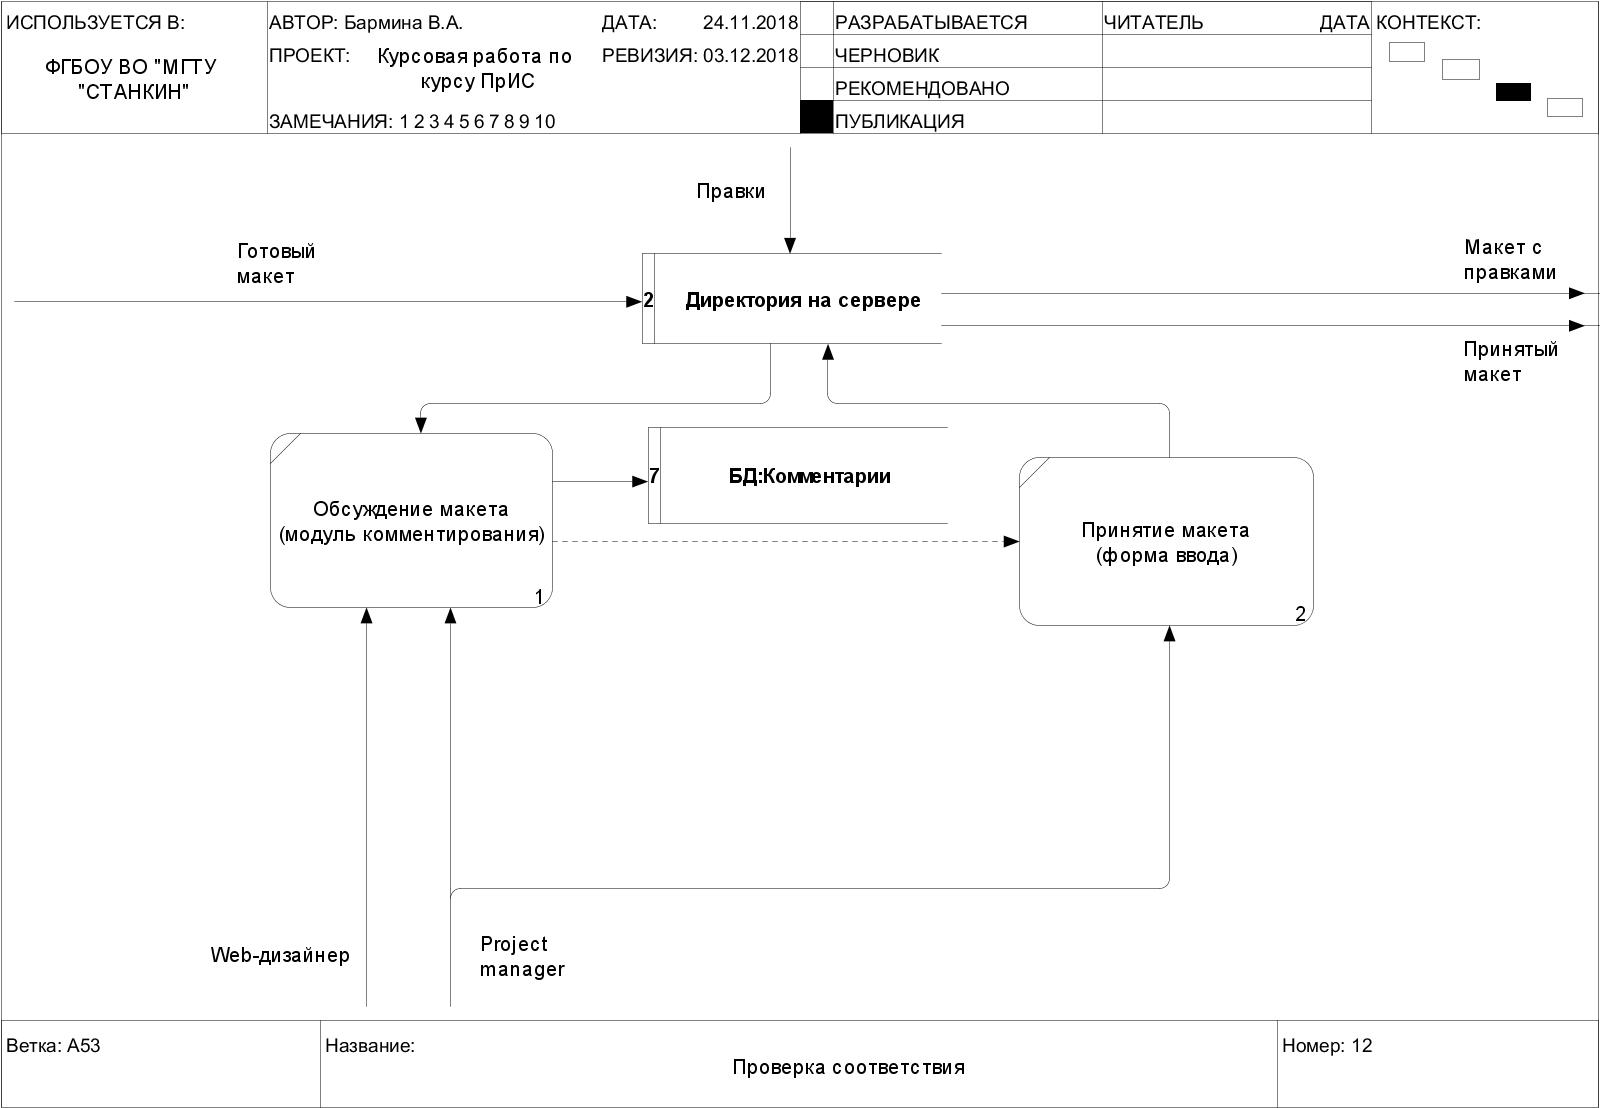 ИСПОЛЬЗУЕТСЯ В:
ФГБОУ ВО "МГТУ
"СТАНКИН"
АВТОР: Бармина В.А.
ДАТА: 24.11.2018
ПРОЕКТ: Курсовая работа по
курсу ПрИС
РЕВИЗИЯ: 03.12.2018
ЗАМЕЧАНИЯ: 1 2 3 4 5 6 7 8 9 10
РАЗРАБАТЫВАЕТСЯ
ЧЕРНОВИК
РЕКОМЕНДОВАНО
ПУБЛИКАЦИЯ
ЧИТАТЕЛЬ ДАТА
КОНТЕКСТ:
Правки
Готовый
макет
2 Директория на сервере
Макет с
правками
Принятый
макет
Обсуждение макета
(модуль комментирования)
1
7 БД:Комментарии
Принятие макета
(форма ввода)
2
Web-дизайнер
Project
manager
Ветка: A53
Название:
Проверка соответствия
Номер: 12